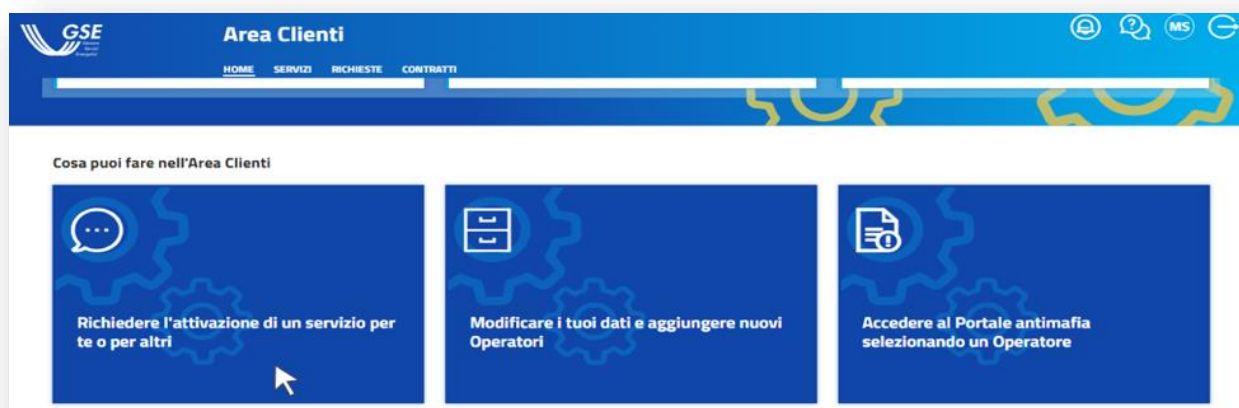 GSE
Area Clienti
MS
HOME SERVIZI RICHIESTE CONTRATTI
Cosa puoi fare nell'Area Clienti
Richiedere l'attivazione di un servizio per
te o per altri
Modificare i tuoi dati e aggiungere nuovi
Operatori
Accedere al Portale antimafia
selezionando un Operatore